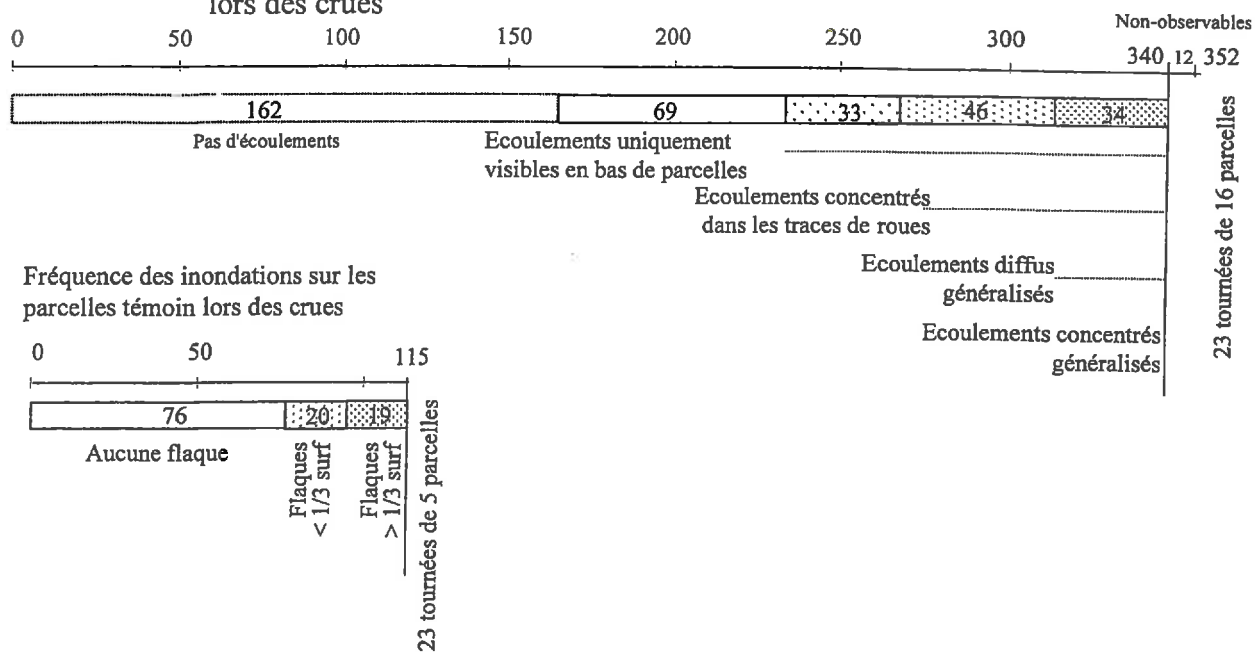 lors des crues
Non-observables
0 50 100 150 200 250 300 340 12 352
162 69 33 46 34
Pas d'écoulements
Ecoulements uniquement
visibles en bas de parcelles
Ecoulements concentrés
dans les traces de roues
Ecoulements diffus
généralisés
Ecoulements concentrés
généralisés
23 tournées de 16 parcelles
Fréquence des inondations sur les
parcelles témoin lors des crues
0 50 115
76 20 19
Aucune flaque
Flaques
< 1/3 surf
Flaques
> 1/3 surf
23 tournées de 5 parcelles